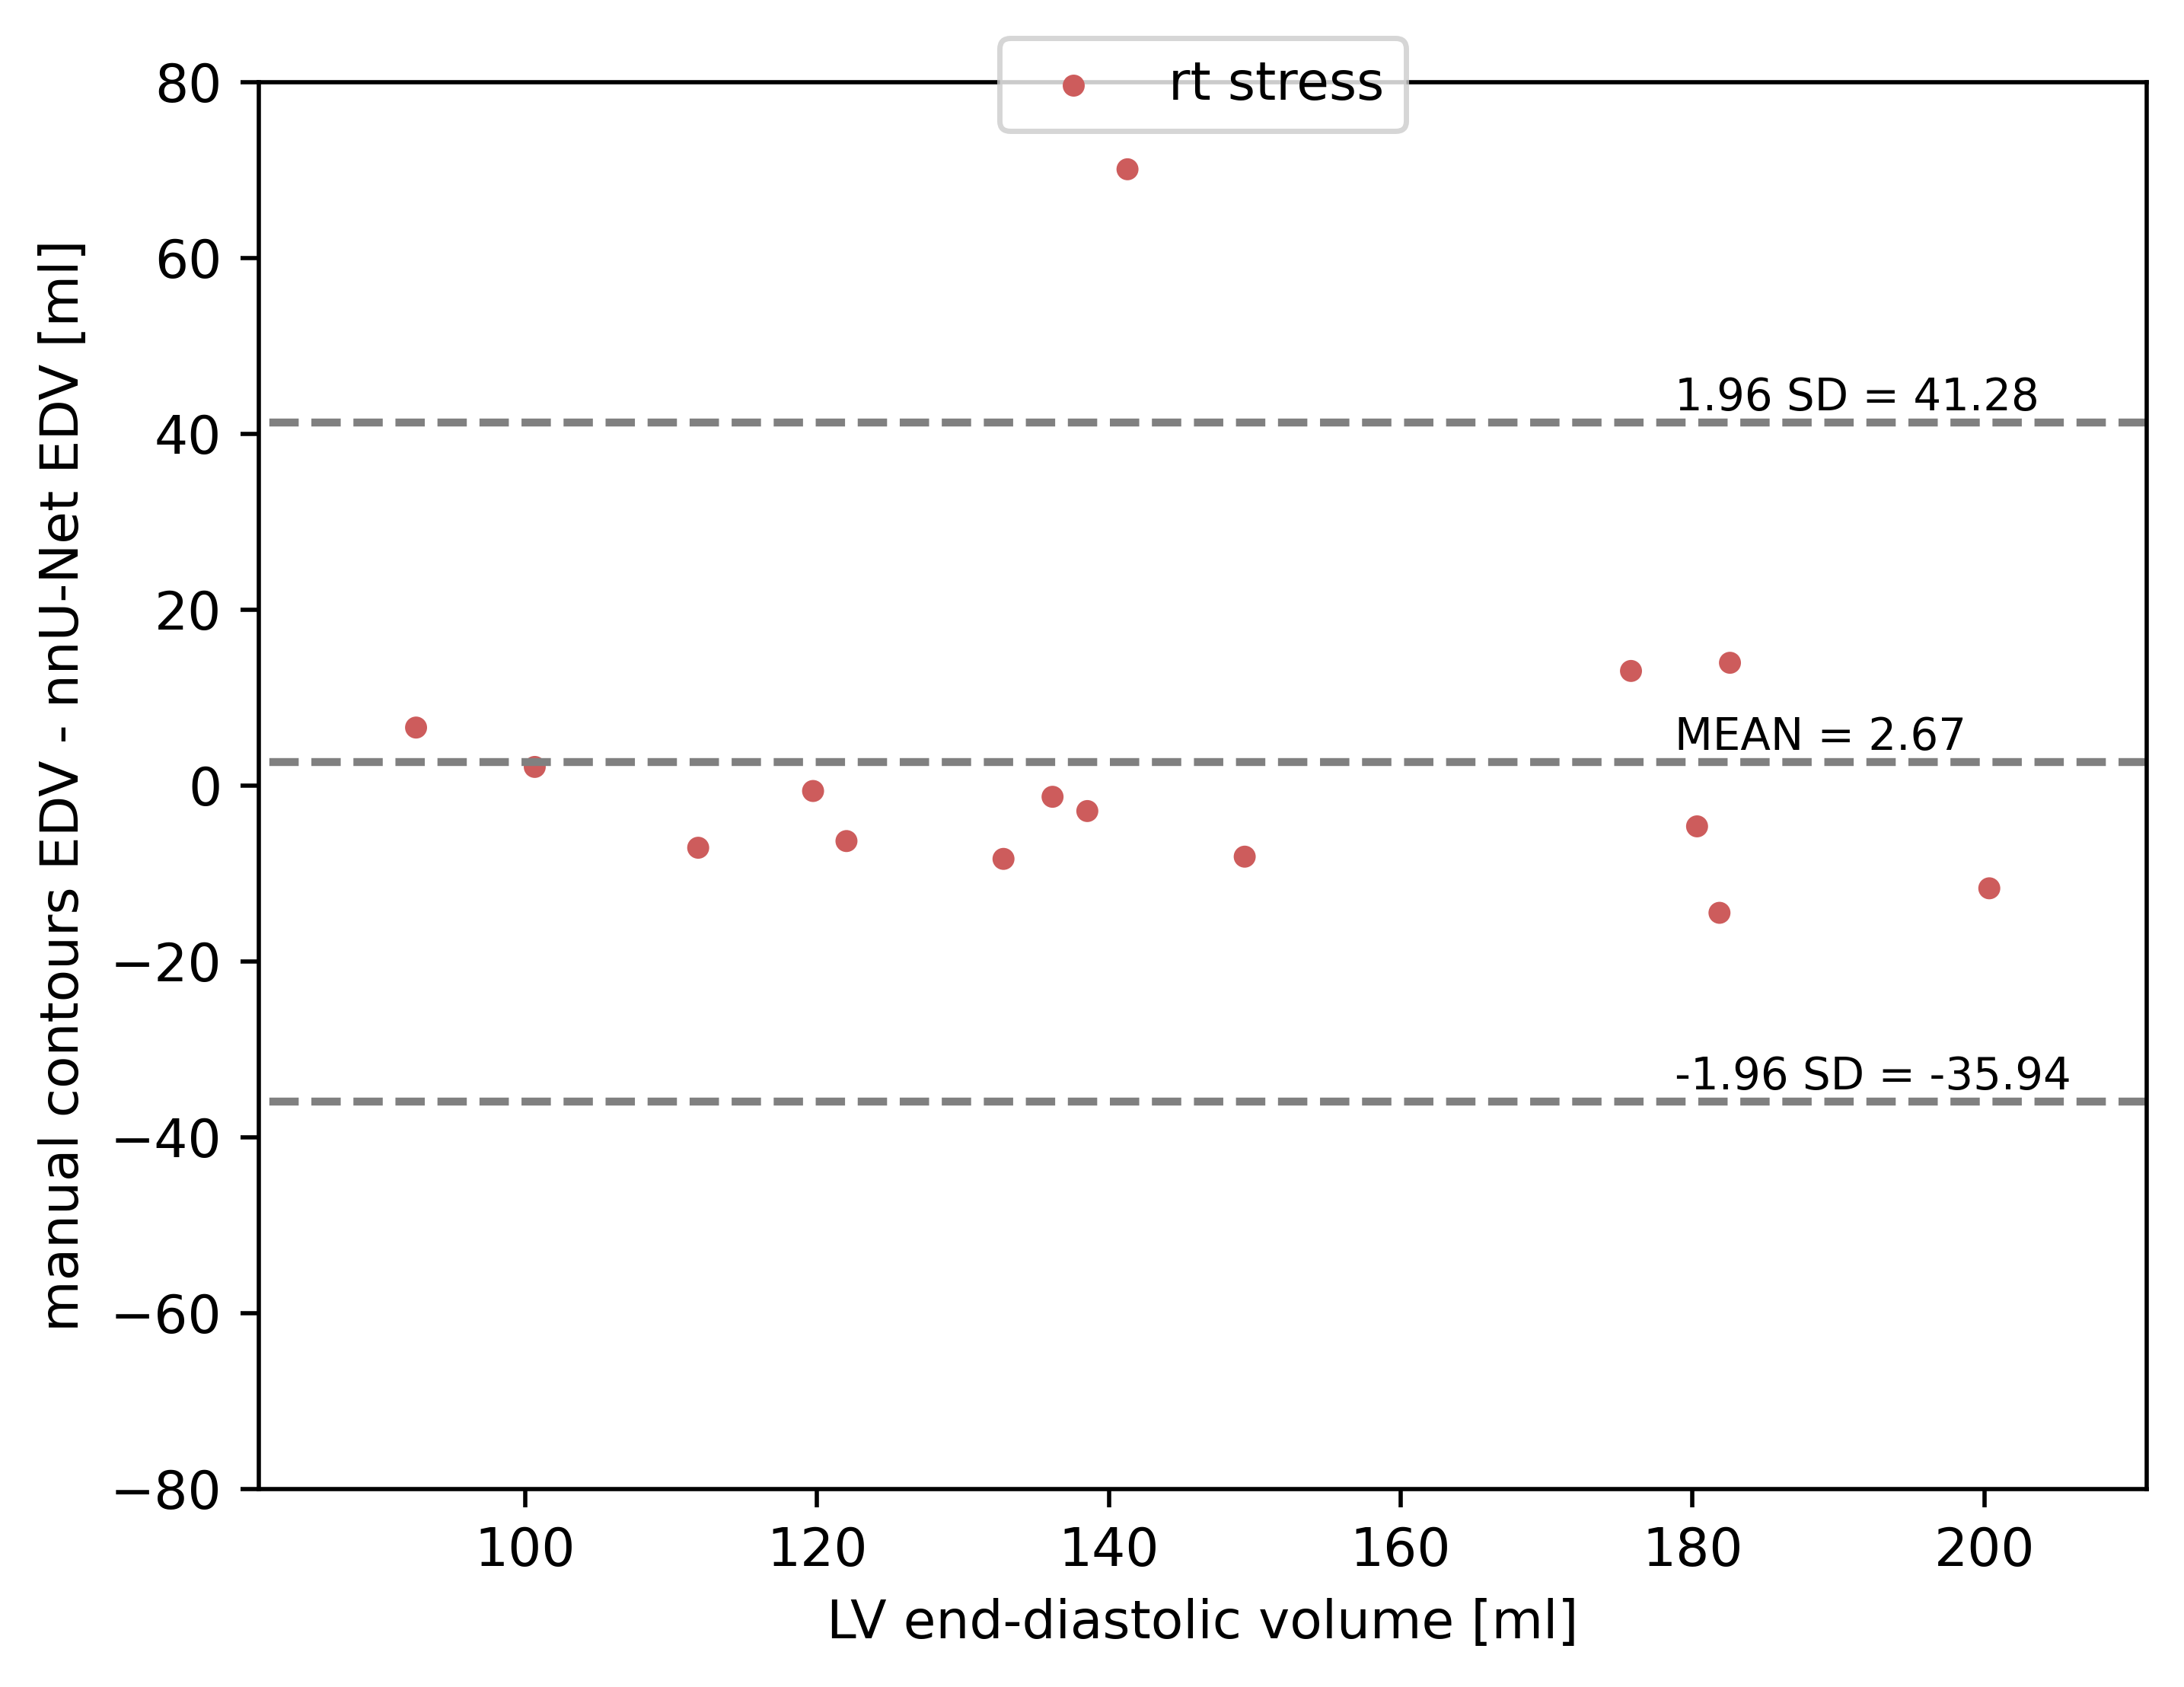 rt stress
80
60
40
20
0
−20
−40
−60
−80
manual contours EDV - nnU-Net EDV [ml]
1.96 SD = 41.28
MEAN = 2.67
-1.96 SD = -35.94
100 120 140 160 180 200
LV end-diastolic volume [ml]